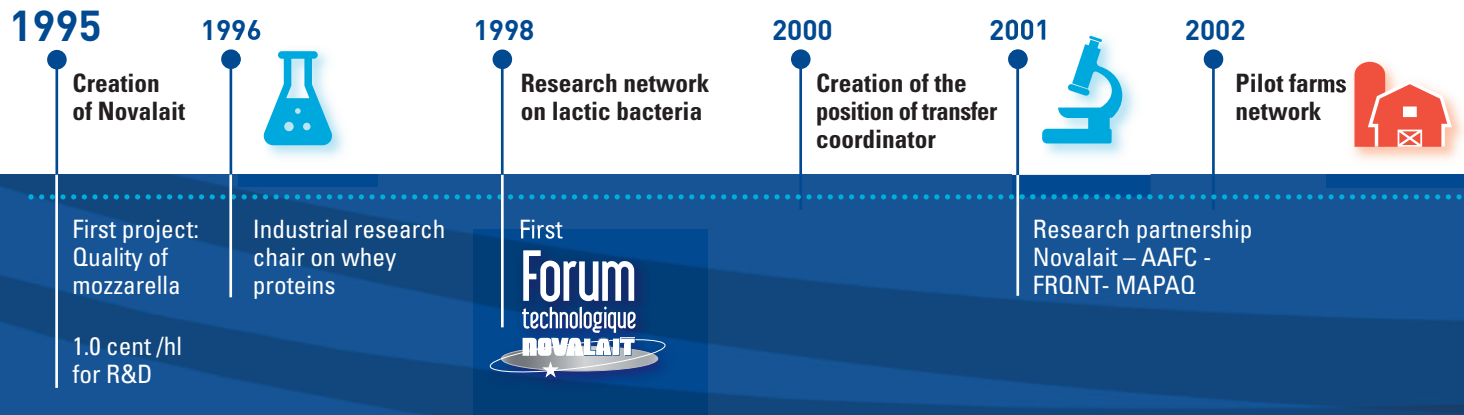 1995
Creation
of Novalait
First project:
Quality of
mozzarella
1.0 cent /hl
for R&D
1996
Industrial research
chair on whey
proteins
1998
Research network
on lactic bacteria
First
Forum
technologique
NOVALAIT
2000
Creation of the
position of transfer
coordinator
2001
Research partnership
Novalait – AAFC -
FRQNT- MAPAQ
2002
Pilot farms
network